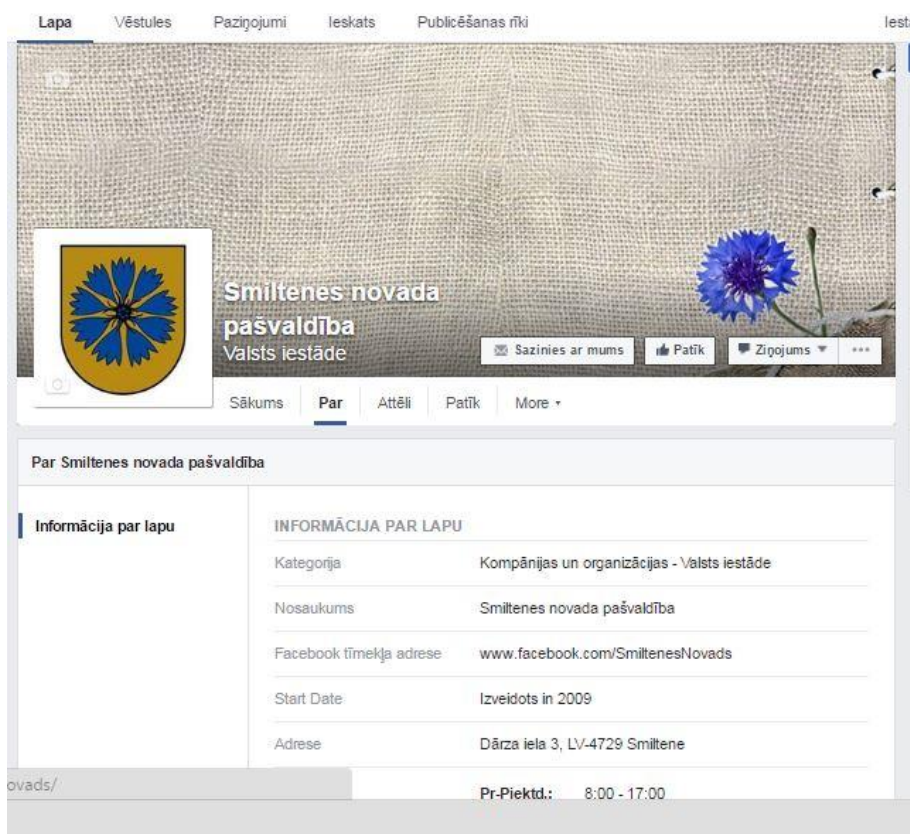 Lapa Vēstules Paziņojumi Ieskats Publicēšanas rīki
Smiltenes novada
pašvaldība
Valsts iestāde
Sazinies ar mums Patīk Ziņojums
Sākums Par Attēli Patīk More
Par Smiltenes novada pašvaldība
Informācija par lapu
INFORMĀCIJA PAR LAPU
Kategorija Kompānijas un organizācijas - Valsts iestāde
Nosaukums Smiltenes novada pašvaldība
Facebook tīmekļa adrese www.facebook.com/SmiltenesNovads
Start Date Izveidots in 2009
Adrese Dārza iela 3, LV-4729 Smiltene
ovads/
Pr-Piektd.: 8:00 - 17:00